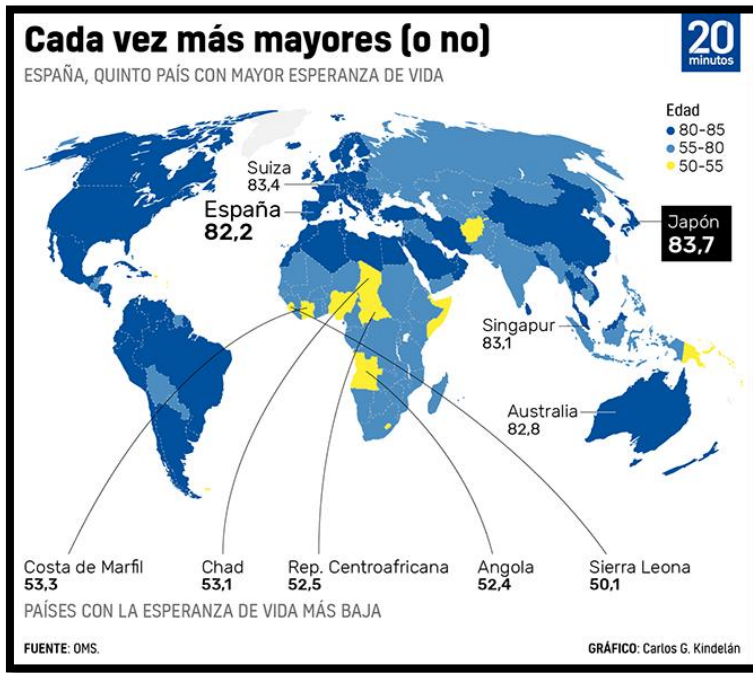 Cada vez más mayores (o no)
20
minutos
ESPAÑA, QUINTO PAÍS CON MAYOR ESPERANZA DE VIDA
Edad
80-85
55-80
50-55
Suiza
83,4
España
82,2
Japón
83,7
Singapur
83,1
Australia
82,8
Costa de Marfil
53,3
Chad
53,1
Rep. Centroafricana
52,5
Angola
52,4
Sierra Leona
50,1
PAÍSES CON LA ESPERANZA DE VIDA MÁS BAJA
FUENTE: OMS.
GRÁFICO: Carlos G. Kindelán